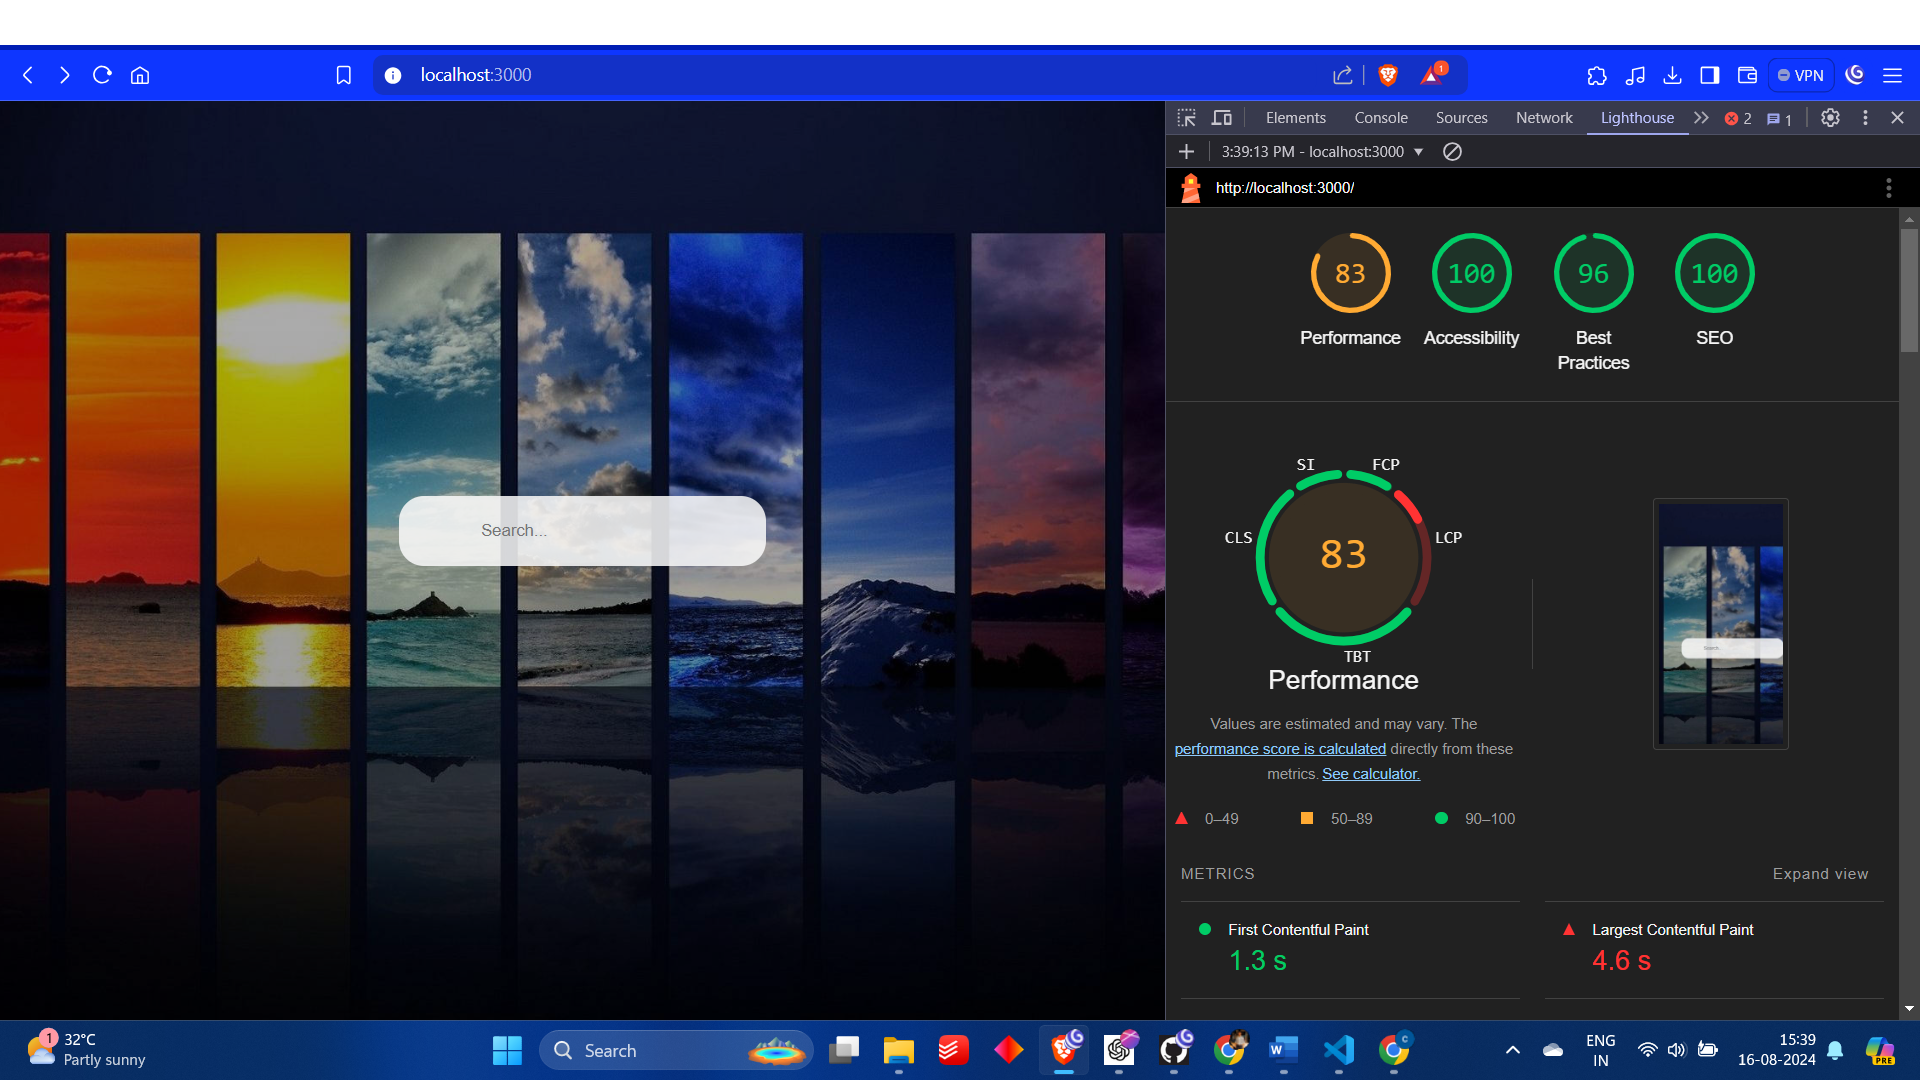 localhost:3000
1
VPN
Elements Console Sources Network Lighthouse 2 1
3:39:13 PM - localhost:3000
http://localhost:3000/
83 100 96 100
Performance Accessibility Best Practices SEO
SI FCP
CLS LCP
83
TBT
Performance
Values are estimated and may vary. The
performance score is calculated directly from these
metrics. See calculator.
0–49 50–89 90–100
METRICS Expand view
First Contentful Paint
1.3 s
Largest Contentful Paint
4.6 s
Search...
1
32°C
Partly sunny
Search
ENG
IN
15:39
16-08-2024
PRE